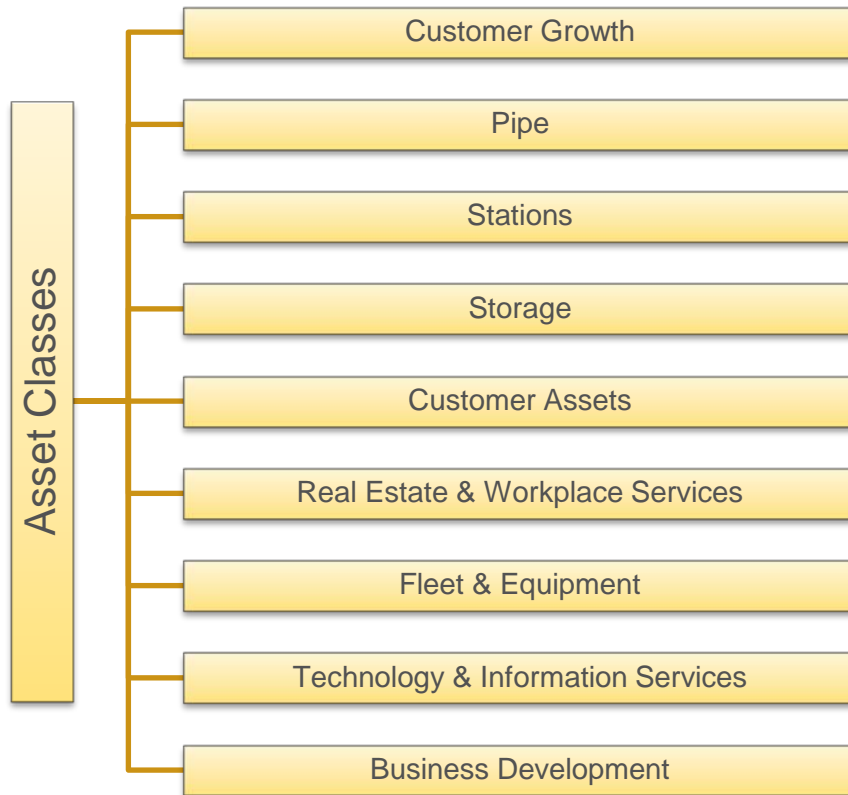 Asset Classes
Customer Growth
Pipe
Stations
Storage
Customer Assets
Real Estate & Workplace Services
Fleet & Equipment
Technology & Information Services
Business Development